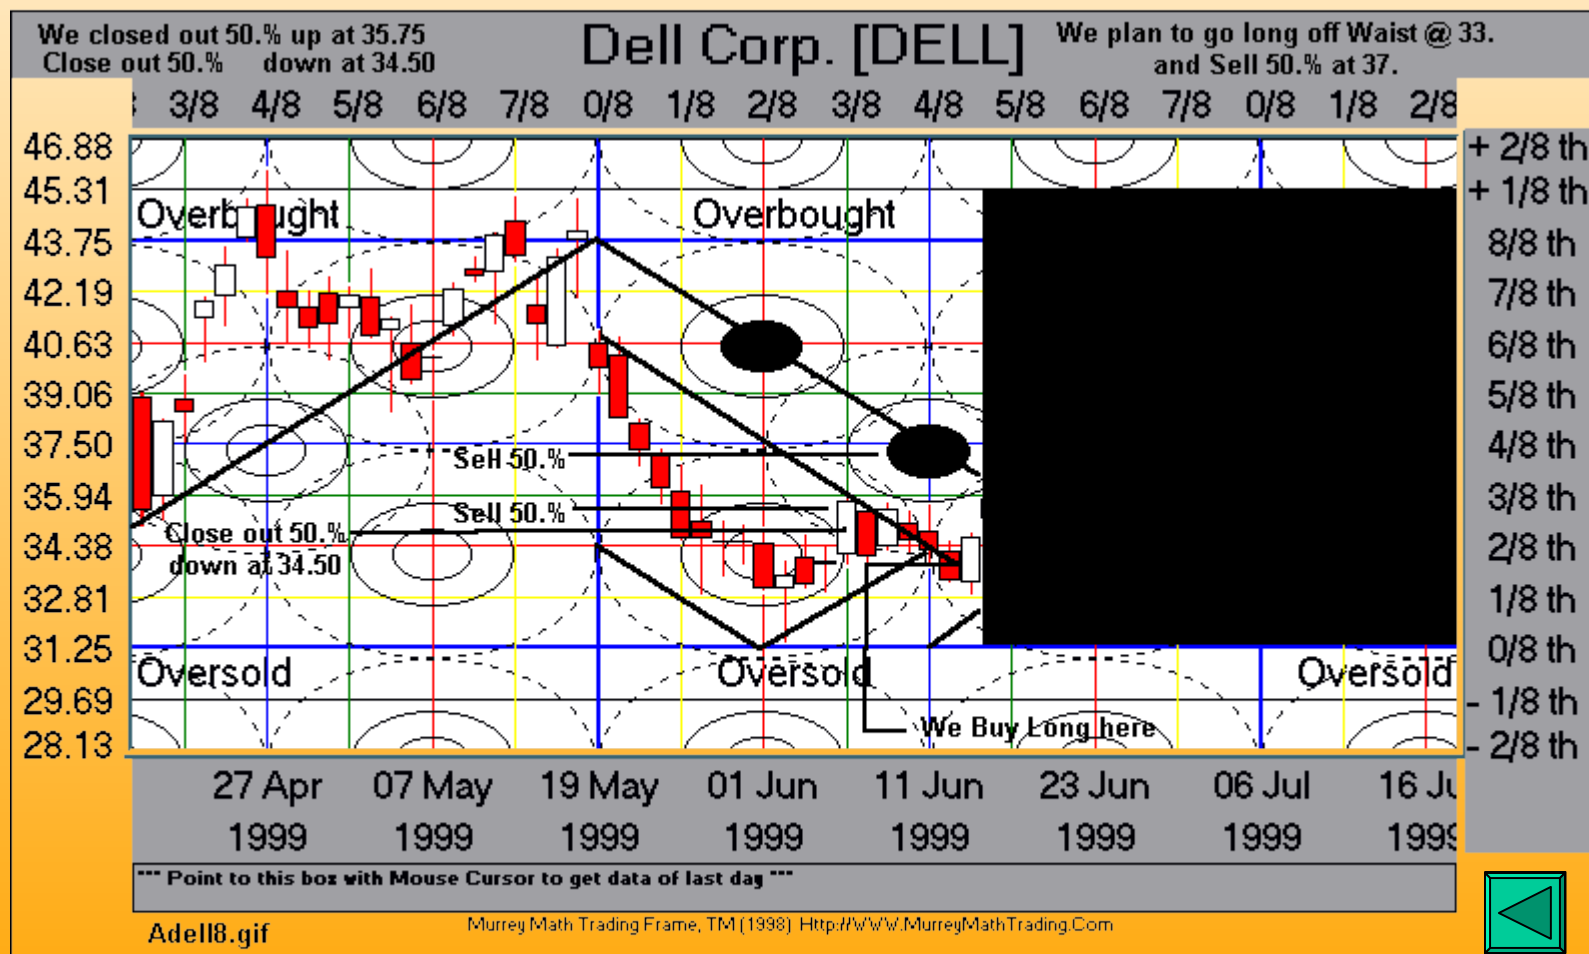 We closed out 50.% up at 35.75
Close out 50.% down at 34.50
Dell Corp. [DELL]
We plan to go long off Waist @ 33.
and Sell 50.% at 37.
3/8 4/8 5/8 6/8 7/8 0/8 1/8 2/8 3/8 4/8 5/8 6/8 7/8 0/8 1/8 2/8
46.88 + 2/8 th
45.31 + 1/8 th
Overbought Overbought
43.75 8/8 th
42.19 7/8 th
40.63 6/8 th
39.06 5/8 th
37.50 4/8 th
Sell 50.%
35.94 3/8 th
Sell 50.%
Close out 50.%
34.38 2/8 th
down at 34.50
32.81 1/8 th
31.25 0/8 th
Oversold Oversold Oversold
29.69 - 1/8 th
We Buy Long here
28.13 - 2/8 th
27 Apr 07 May 19 May 01 Jun 11 Jun 23 Jun 06 Jul 16 Ju
1999 1999 1999 1999 1999 1999 1999 1999
*** Point to this box with Mouse Cursor to get data of last day ***
Adell8.gif
Murrey Math Trading Frame, TM (1998) Http://WWW.MurreyMathTrading.Com